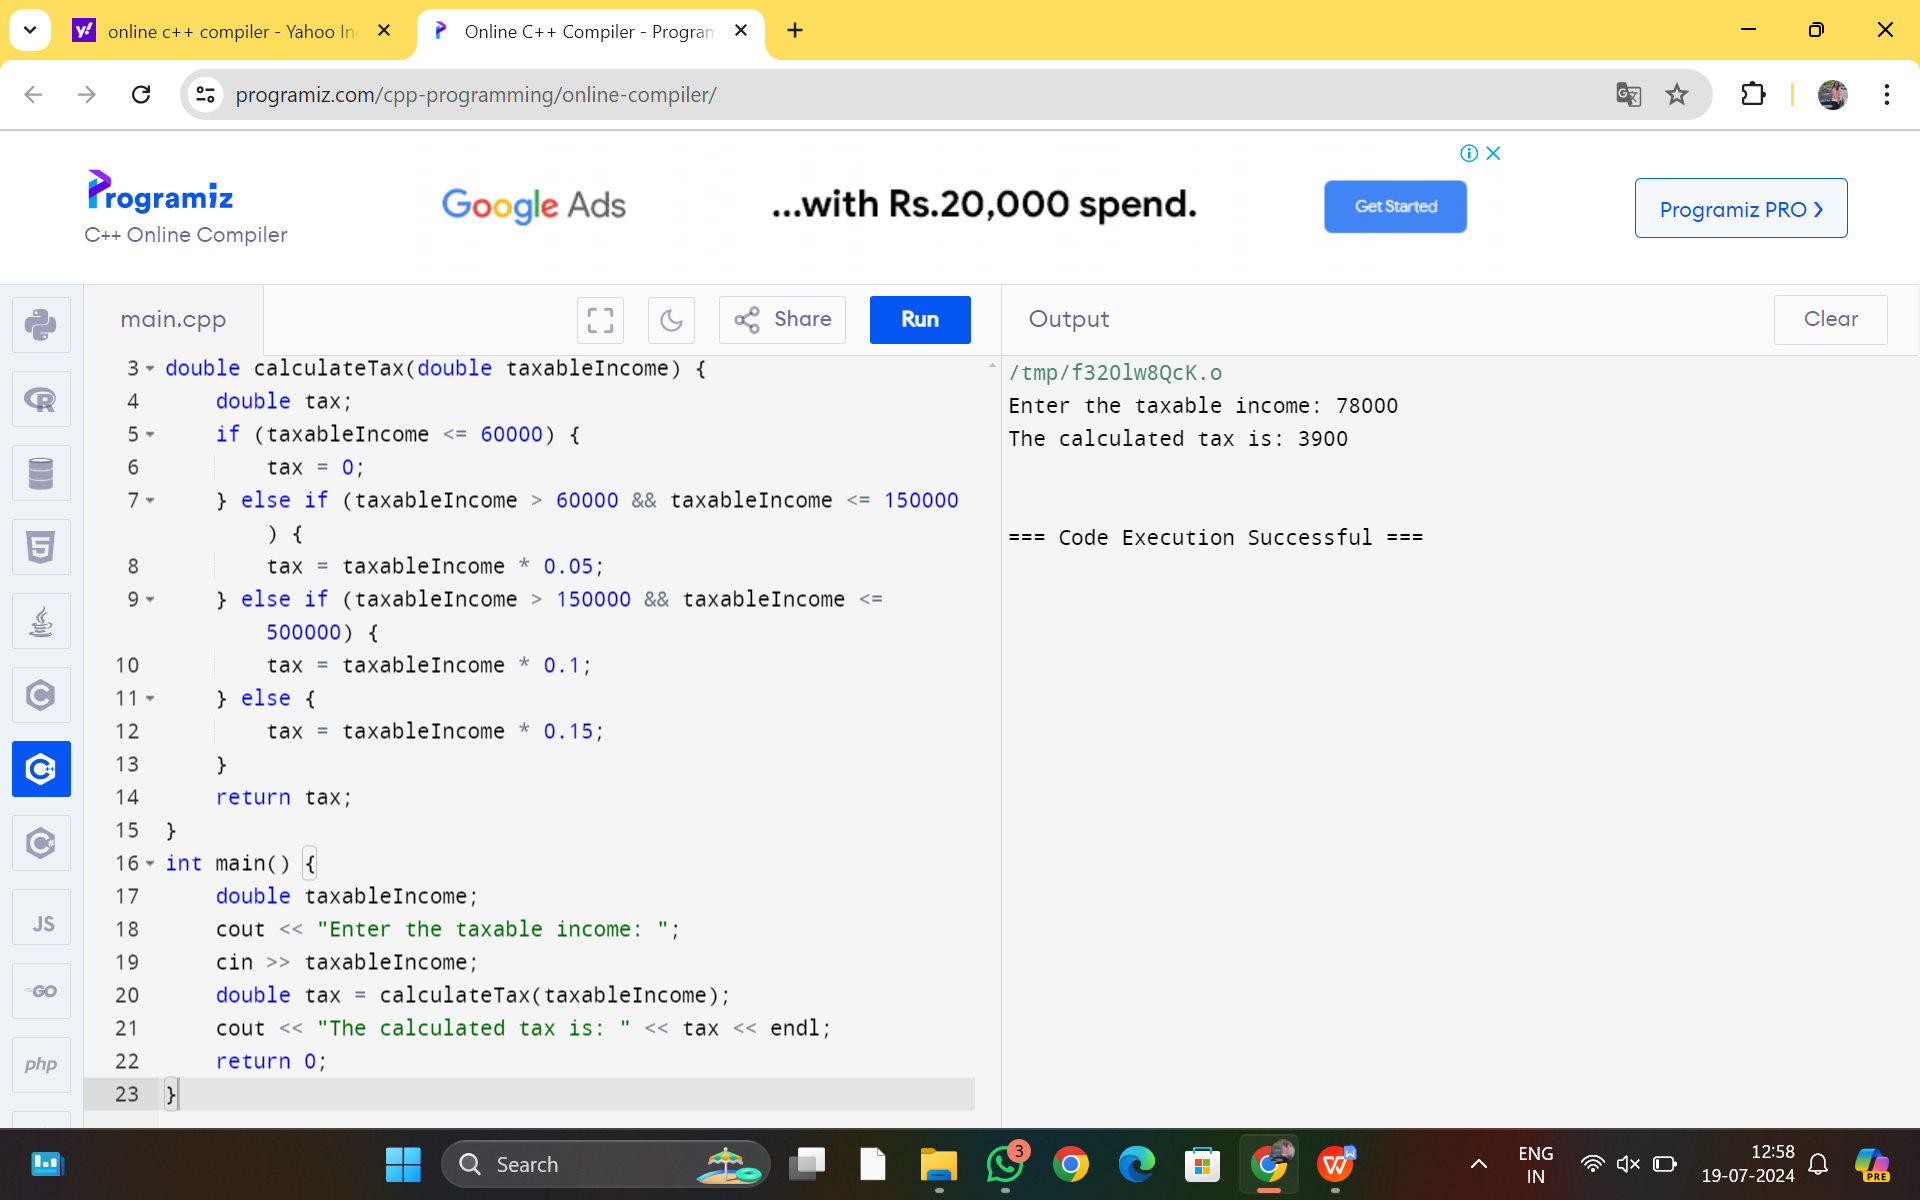 online c++ compiler - Yahoo In
Online C++ Compiler - Program
programiz.com/cpp-programming/online-compiler/
Programiz
C++ Online Compiler
Google Ads
...with Rs.20,000 spend.
Get Started
Programiz PRO ❯
main.cpp
Share
Run
Output
Clear
3 double calculateTax(double taxableIncome) {
4 double tax;
5 if (taxableIncome <= 60000) {
6 tax = 0;
7 } else if (taxableIncome > 60000 && taxableIncome <= 150000
) {
8 tax = taxableIncome * 0.05;
9 } else if (taxableIncome > 150000 && taxableIncome <=
500000) {
10 tax = taxableIncome * 0.1;
11 } else {
12 tax = taxableIncome * 0.15;
13 }
14 return tax;
15 }
16 int main() {
17 double taxableIncome;
18 cout << "Enter the taxable income: ";
19 cin >> taxableIncome;
20 double tax = calculateTax(taxableIncome);
21 cout << "The calculated tax is: " << tax << endl;
22 return 0;
23 }
/tmp/f32Olw8QcK.o
Enter the taxable income: 78000
The calculated tax is: 3900
=== Code Execution Successful ===
JS
GO
php
Search
3
ENG
IN
12:58
19-07-2024
PRE